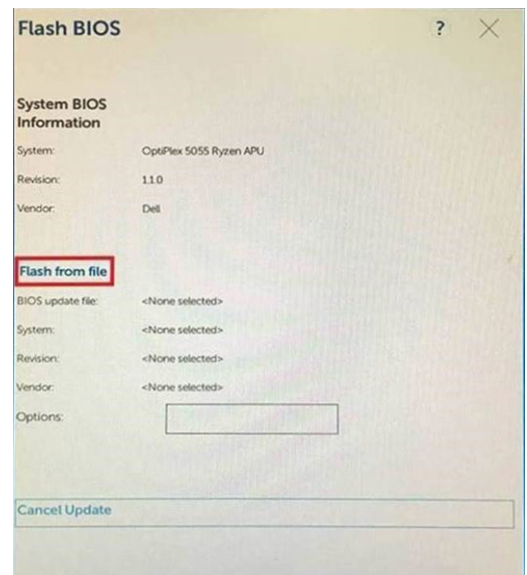 Flash BIOS ?
System BIOS
Information
System: OptiPlex 5055 Ryzen APU
Revision: 1.1.0
Vendor: Dell
Flash from file
BIOS update file: <None selected>
System: <None selected>
Revision: <None selected>
Vendor: <None selected>
Options:
Cancel Update